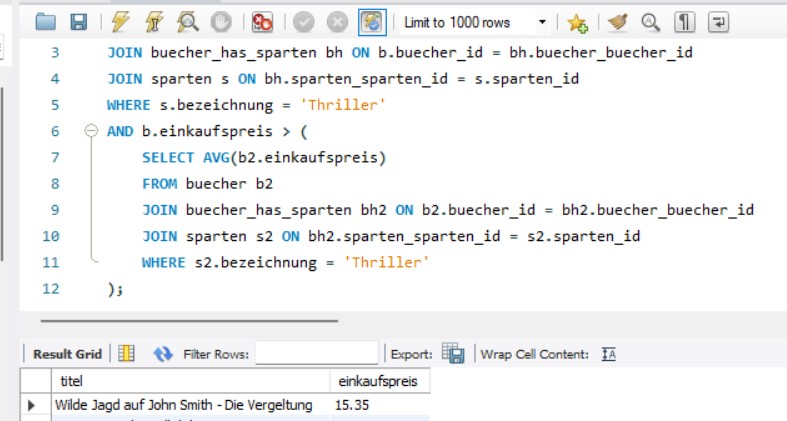 Limit to 1000 rows
3 JOIN buecher_has_sparten bh ON b.buecher_id = bh.buecher_buecher_id
4 JOIN sparten s ON bh.sparten_sparten_id = s.sparten_id
5 WHERE s.bezeichnung = 'Thriller'
6 AND b.einkaufspreis > (
7 SELECT AVG(b2.einkaufspreis)
8 FROM buecher b2
9 JOIN buecher_has_sparten bh2 ON b2.buecher_id = bh2.buecher_buecher_id
10 JOIN sparten s2 ON bh2.sparten_sparten_id = s2.sparten_id
11 WHERE s2.bezeichnung = 'Thriller'
12 );
Result Grid Filter Rows: Export: Wrap Cell Content:
titel einkaufspreis
Wilde Jagd auf John Smith - Die Vergeltung 15.35